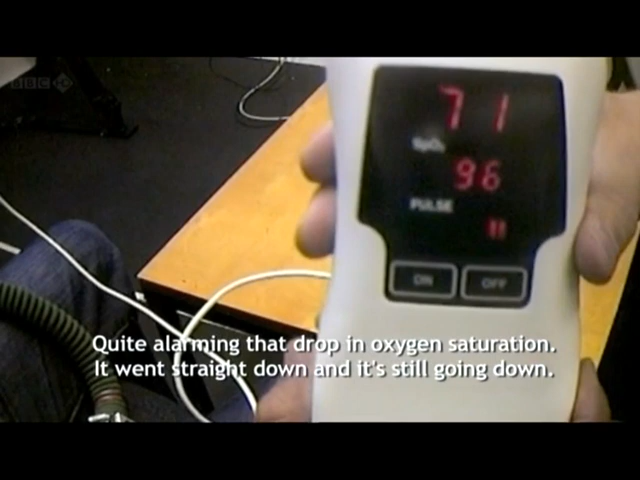 BBC HD
71
SpO₂
96
PULSE
ON OFF
Quite alarming that drop in oxygen saturation.
It went straight down and it's still going down.